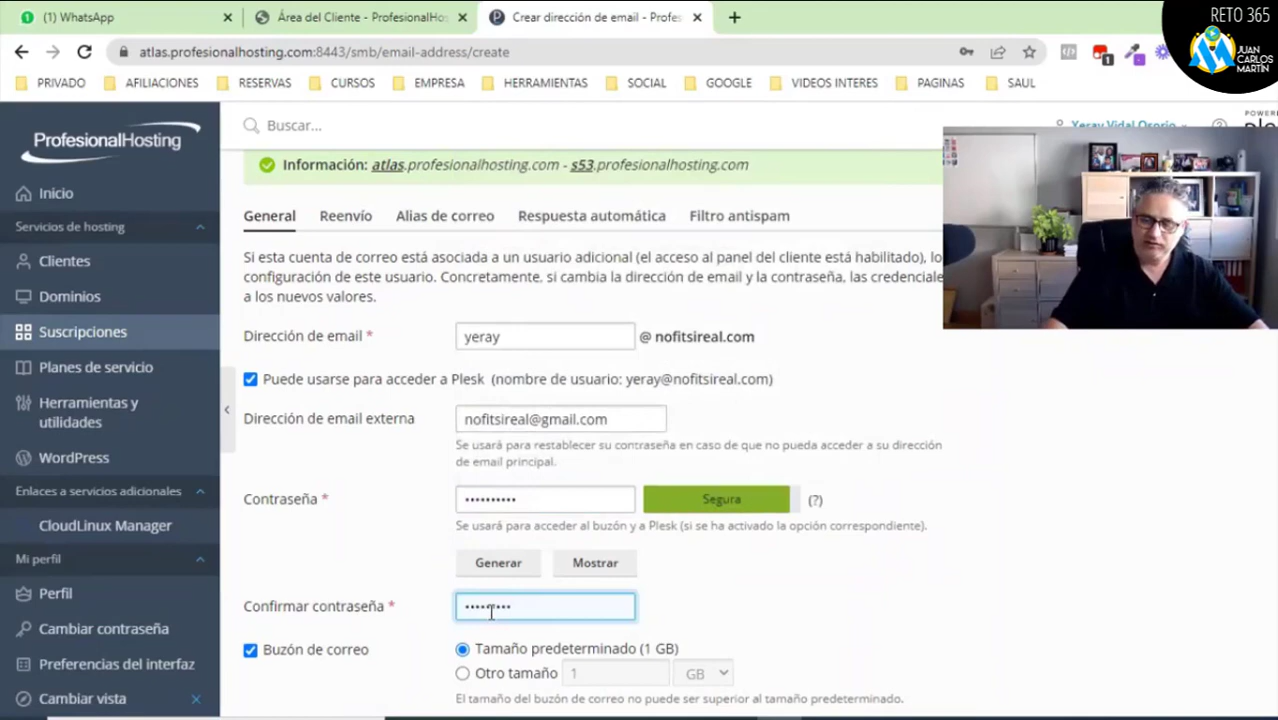 RETO 365
JUAN
CARLOS
MARTÍN
(1) WhatsApp
Área del Cliente - ProfesionalHos
Crear dirección de email - Profes
atlas.profesionalhosting.com:8443/smb/email-address/create
PRIVADO
AFILIACIONES
RESERVAS
CURSOS
EMPRESA
HERRAMIENTAS
SOCIAL
GOOGLE
VIDEOS INTERES
PAGINAS
SAUL
ProfesionalHosting
Buscar...
Yeray Vidal Osorio
POWERE
Información: atlas.profesionalhosting.com - s53.profesionalhosting.com
Inicio
Servicios de hosting
Clientes
Dominios
Suscripciones
Planes de servicio
Herramientas y
utilidades
WordPress
Enlaces a servicios adicionales
CloudLinux Manager
Mi perfil
Perfil
Cambiar contraseña
Preferencias del interfaz
Cambiar vista
General
Reenvío
Alias de correo
Respuesta automática
Filtro antispam
Si esta cuenta de correo está asociada a un usuario adicional (el acceso al panel del cliente está habilitado), lo
configuración de este usuario. Concretamente, si cambia la dirección de email y la contraseña, las credenciale
a los nuevos valores.
Dirección de email *
yeray
@ nofitsireal.com
Puede usarse para acceder a Plesk (nombre de usuario: yeray@nofitsireal.com)
Dirección de email externa
nofitsireal@gmail.com
Se usará para restablecer su contraseña en caso de que no pueda acceder a su dirección
de email principal.
Contraseña *
••••••••••
Segura
(?)
Se usará para acceder al buzón y a Plesk (si se ha activado la opción correspondiente).
Generar
Mostrar
Confirmar contraseña *
•••••••••
Buzón de correo
Tamaño predeterminado (1 GB)
Otro tamaño
1
GB
El tamaño del buzón de correo no puede ser superior al tamaño predeterminado.